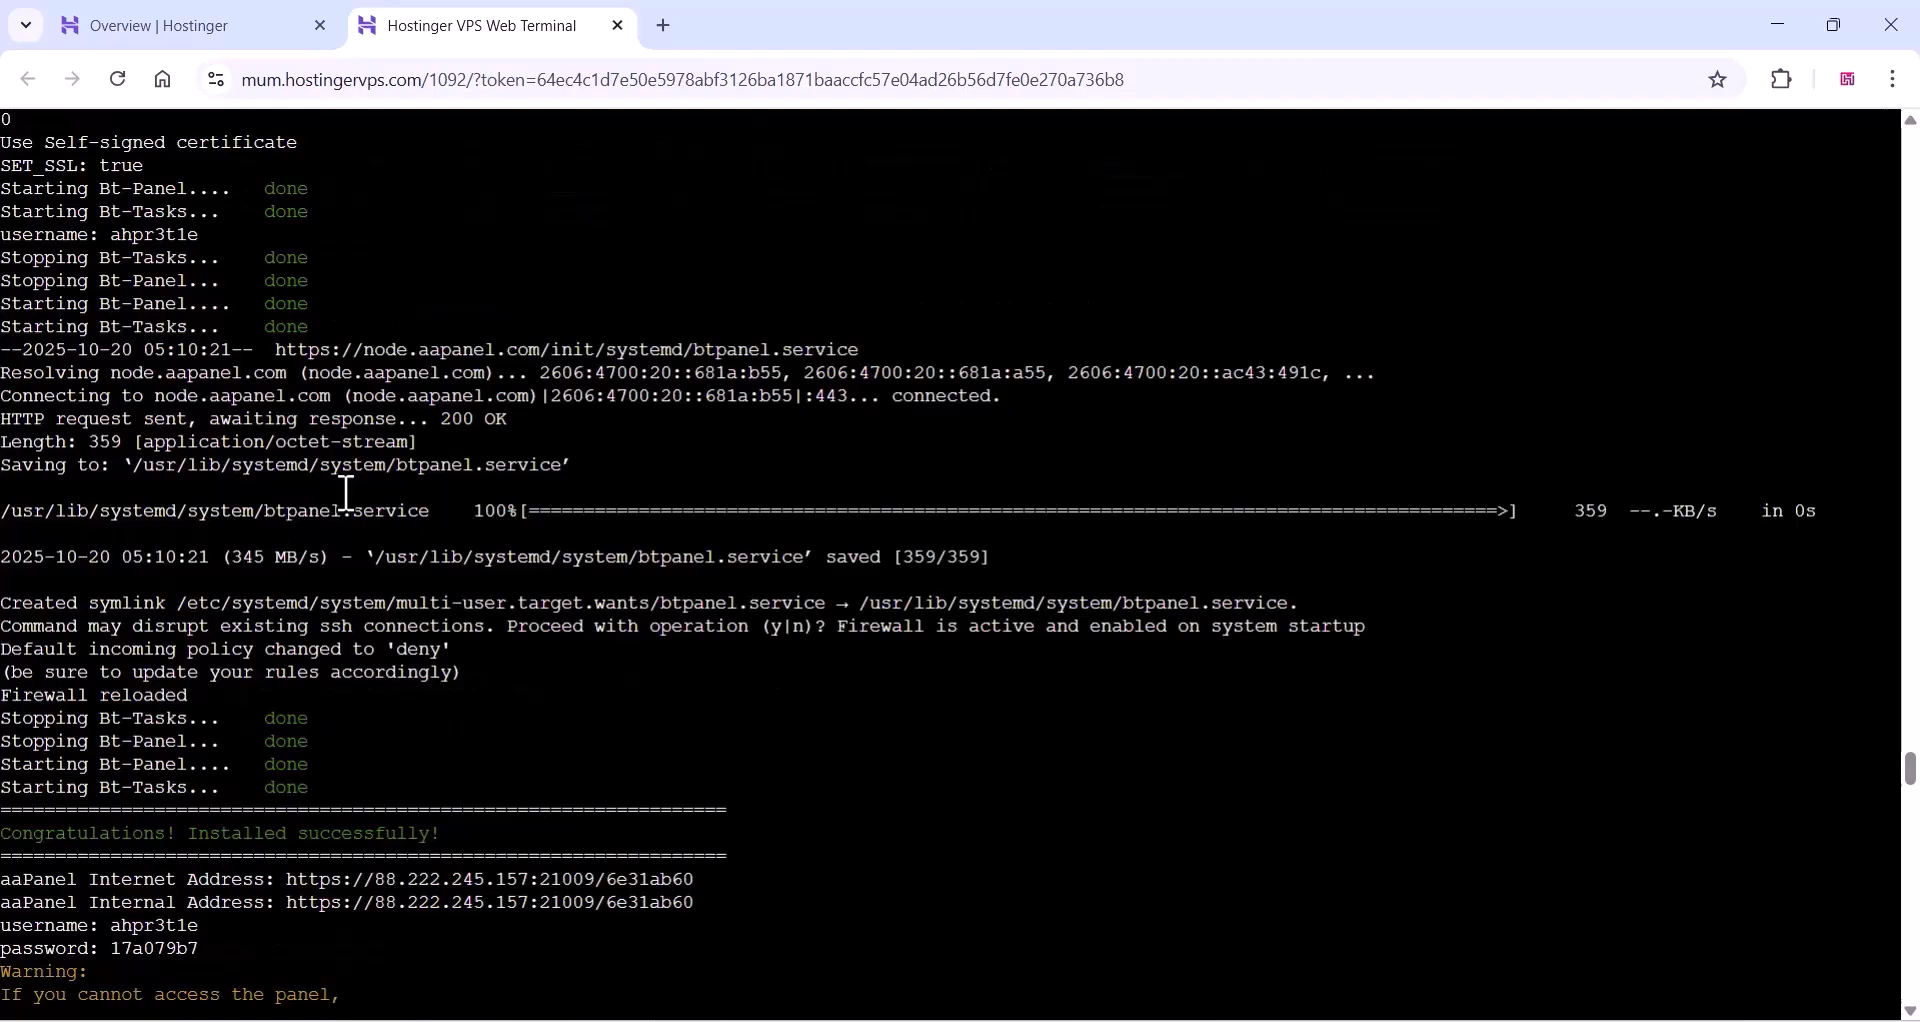 Overview | Hostinger
Hostinger VPS Web Terminal
mum.hostingervps.com/1092/?token=64ec4c1d7e50e5978abf3126ba1871baaccfc57e04ad26b56d7fe0e270a736b8
0
Use Self-signed certificate
SET_SSL: true
Starting Bt-Panel.... done
Starting Bt-Tasks... done
username: ahpr3t1e
Stopping Bt-Tasks... done
Stopping Bt-Panel... done
Starting Bt-Panel.... done
Starting Bt-Tasks... done
--2025-10-20 05:10:21-- https://node.aapanel.com/init/systemd/btpanel.service
Resolving node.aapanel.com (node.aapanel.com)... 2606:4700:20::681a:b55, 2606:4700:20::681a:a55, 2606:4700:20::ac43:491c, ...
Connecting to node.aapanel.com (node.aapanel.com)|2606:4700:20::681a:b55|:443... connected.
HTTP request sent, awaiting response... 200 OK
Length: 359 [application/octet-stream]
Saving to: ‘/usr/lib/systemd/system/btpanel.service’
/usr/lib/systemd/system/btpanel.service 100%[========================================================================================>] 359 --.-KB/s in 0s
2025-10-20 05:10:21 (345 MB/s) - ‘/usr/lib/systemd/system/btpanel.service’ saved [359/359]
Created symlink /etc/systemd/system/multi-user.target.wants/btpanel.service → /usr/lib/systemd/system/btpanel.service.
Command may disrupt existing ssh connections. Proceed with operation (y|n)? Firewall is active and enabled on system startup
Default incoming policy changed to 'deny'
(be sure to update your rules accordingly)
Firewall reloaded
Stopping Bt-Tasks... done
Stopping Bt-Panel... done
Starting Bt-Panel.... done
Starting Bt-Tasks... done
==================================================================
Congratulations! Installed successfully!
==================================================================
aaPanel Internet Address: https://88.222.245.157:21009/6e31ab60
aaPanel Internal Address: https://88.222.245.157:21009/6e31ab60
username: ahpr3t1e
password: 17a079b7
Warning:
If you cannot access the panel,